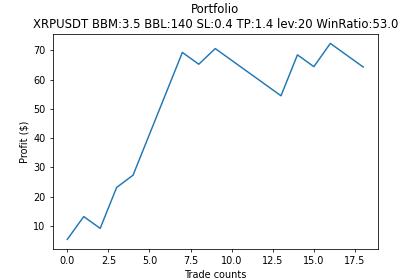 Portfolio
XRPUSDT BBM:3.5 BBL:140 SL:0.4 TP:1.4 lev:20 WinRatio:53.0
70
60
50
40
30
20
10
Profit ($)
0.0 2.5 5.0 7.5 10.0 12.5 15.0 17.5
Trade counts